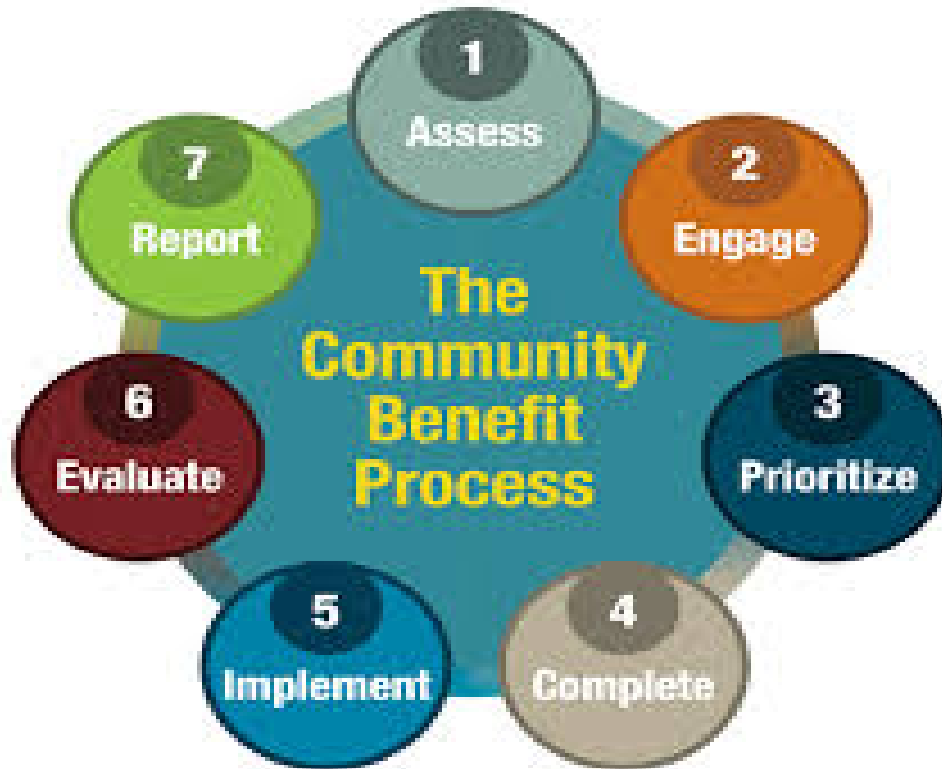 The
Community
Benefit
Process
1
Assess
2
Engage
3
Prioritize
4
Complete
5
Implement
6
Evaluate
7
Report